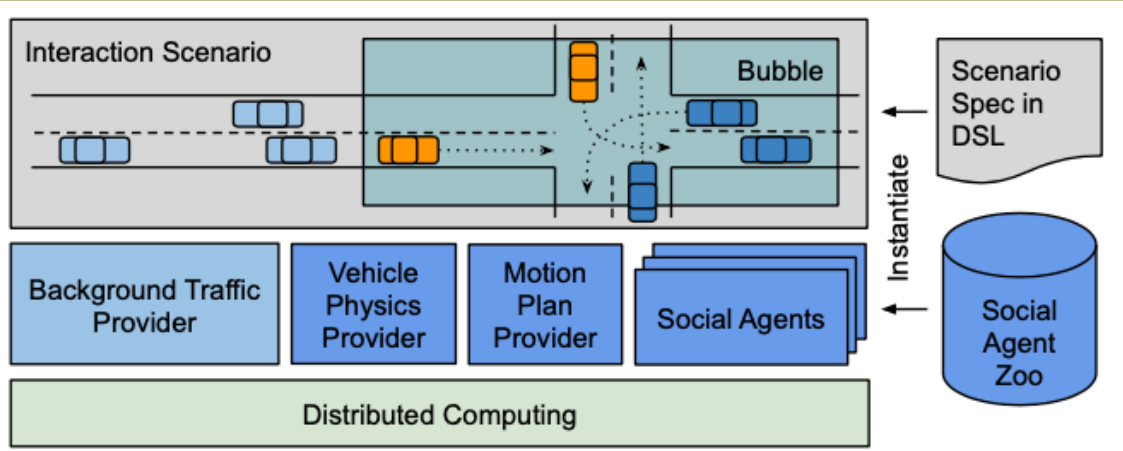 Interaction Scenario
Bubble
Scenario
Spec in
DSL
Instantiate
Background Traffic
Provider
Vehicle
Physics
Provider
Motion
Plan
Provider
Social Agents
Social
Agent
Zoo
Distributed Computing